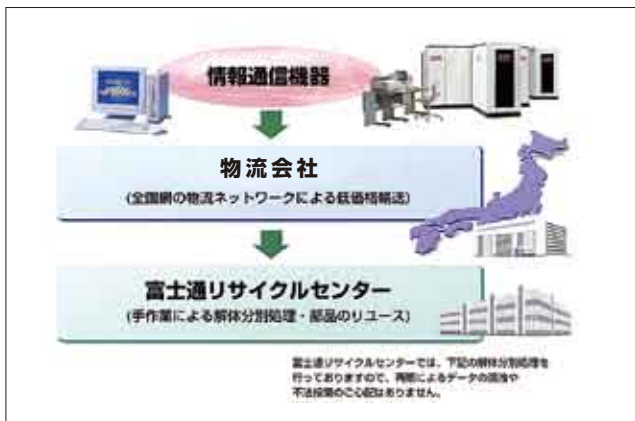 情報通信機器
物流会社
(全国網の物流ネットワークによる低価格輸送)
富士通リサイクルセンター
(手作業による解体分別処理・部品のリユース)
富士通リサイクルセンターでは、下記の解体分別処理を
行っておりますので、再販によるデータの漏洩や
不法投棄のご心配はありません。